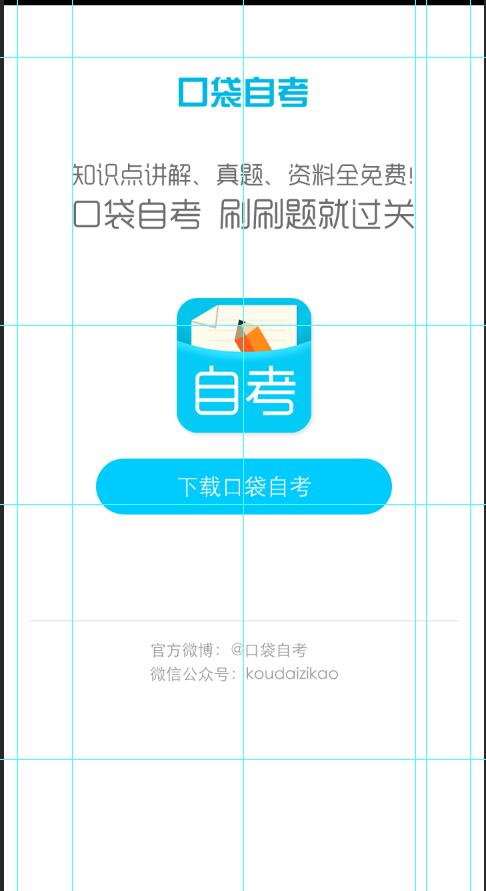 口袋自考
知识点讲解、真题、资料全免费!
口袋自考 刷刷题就过关
自考
下载口袋自考
官方微博：@口袋自考
微信公众号：koudaizikao